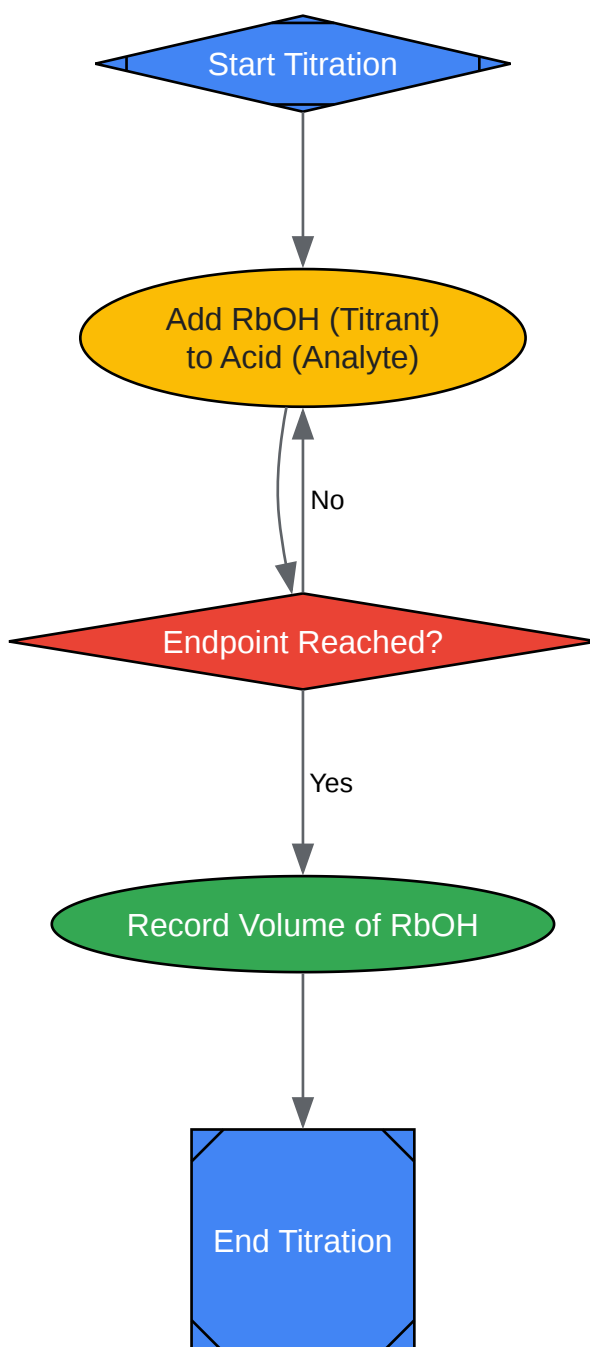 Start Titration
Add RbOH (Titrant)
to Acid (Analyte)
No
Endpoint Reached?
Yes
Record Volume of RbOH
End Titration